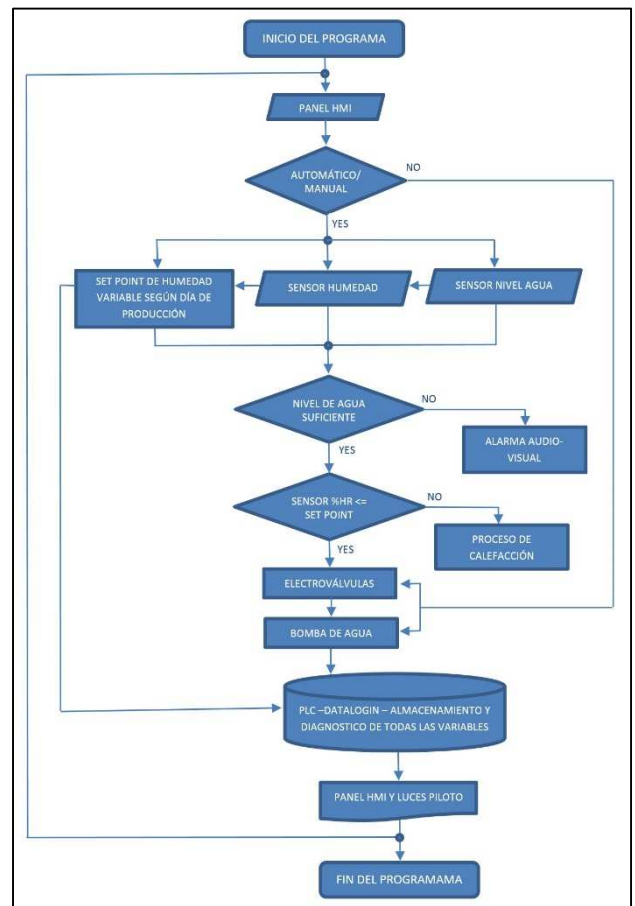 INICIO DEL PROGRAMA
PANEL HMI
AUTOMÁTICO/
MANUAL
NO
YES
SET POINT DE HUMEDAD
VARIABLE SEGÚN DÍA DE
PRODUCCIÓN
SENSOR HUMEDAD
SENSOR NIVEL AGUA
NIVEL DE AGUA
SUFICIENTE
NO
ALARMA AUDIO-
VISUAL
YES
SENSOR %HR <=
SET POINT
NO
PROCESO DE
CALEFACCIÓN
YES
ELECTROVÁLVULAS
BOMBA DE AGUA
PLC –DATALOGIN – ALMACENAMIENTO Y
DIAGNOSTICO DE TODAS LAS VARIABLES
PANEL HMI Y LUCES PILOTO
FIN DEL PROGRAMAMA